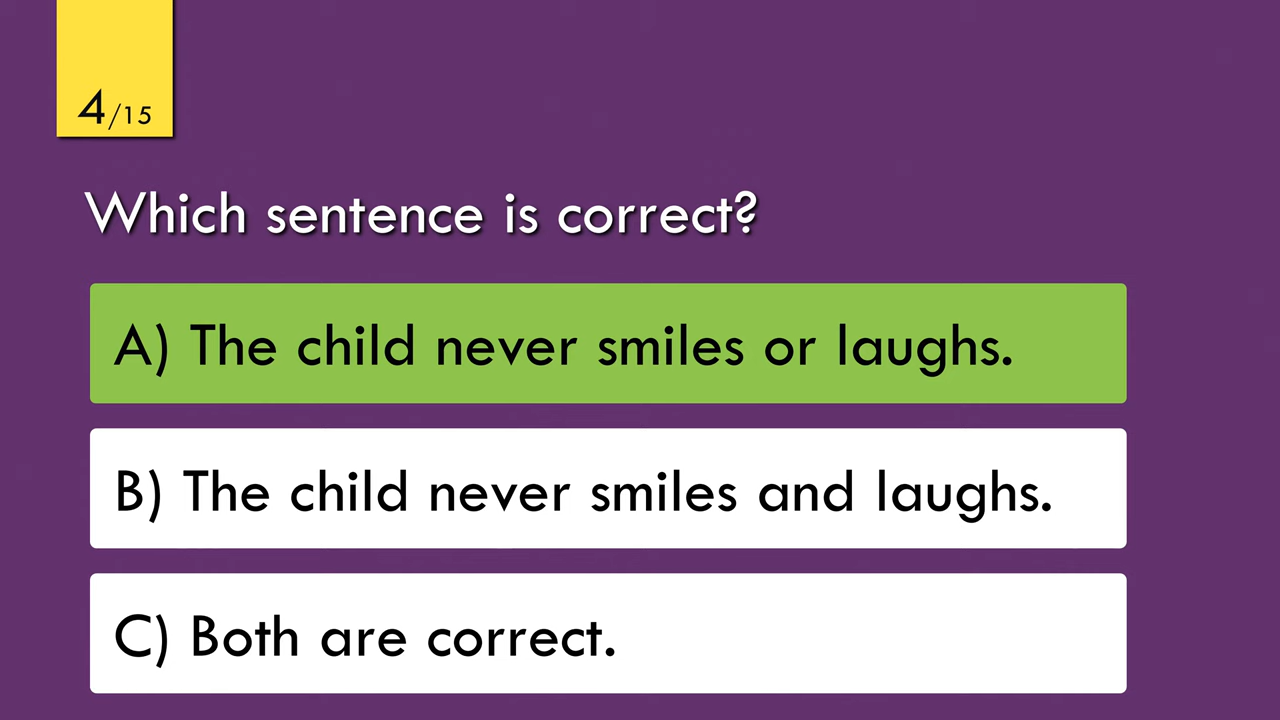 4/15
Which sentence is correct?
A) The child never smiles or laughs.
B) The child never smiles and laughs.
C) Both are correct.